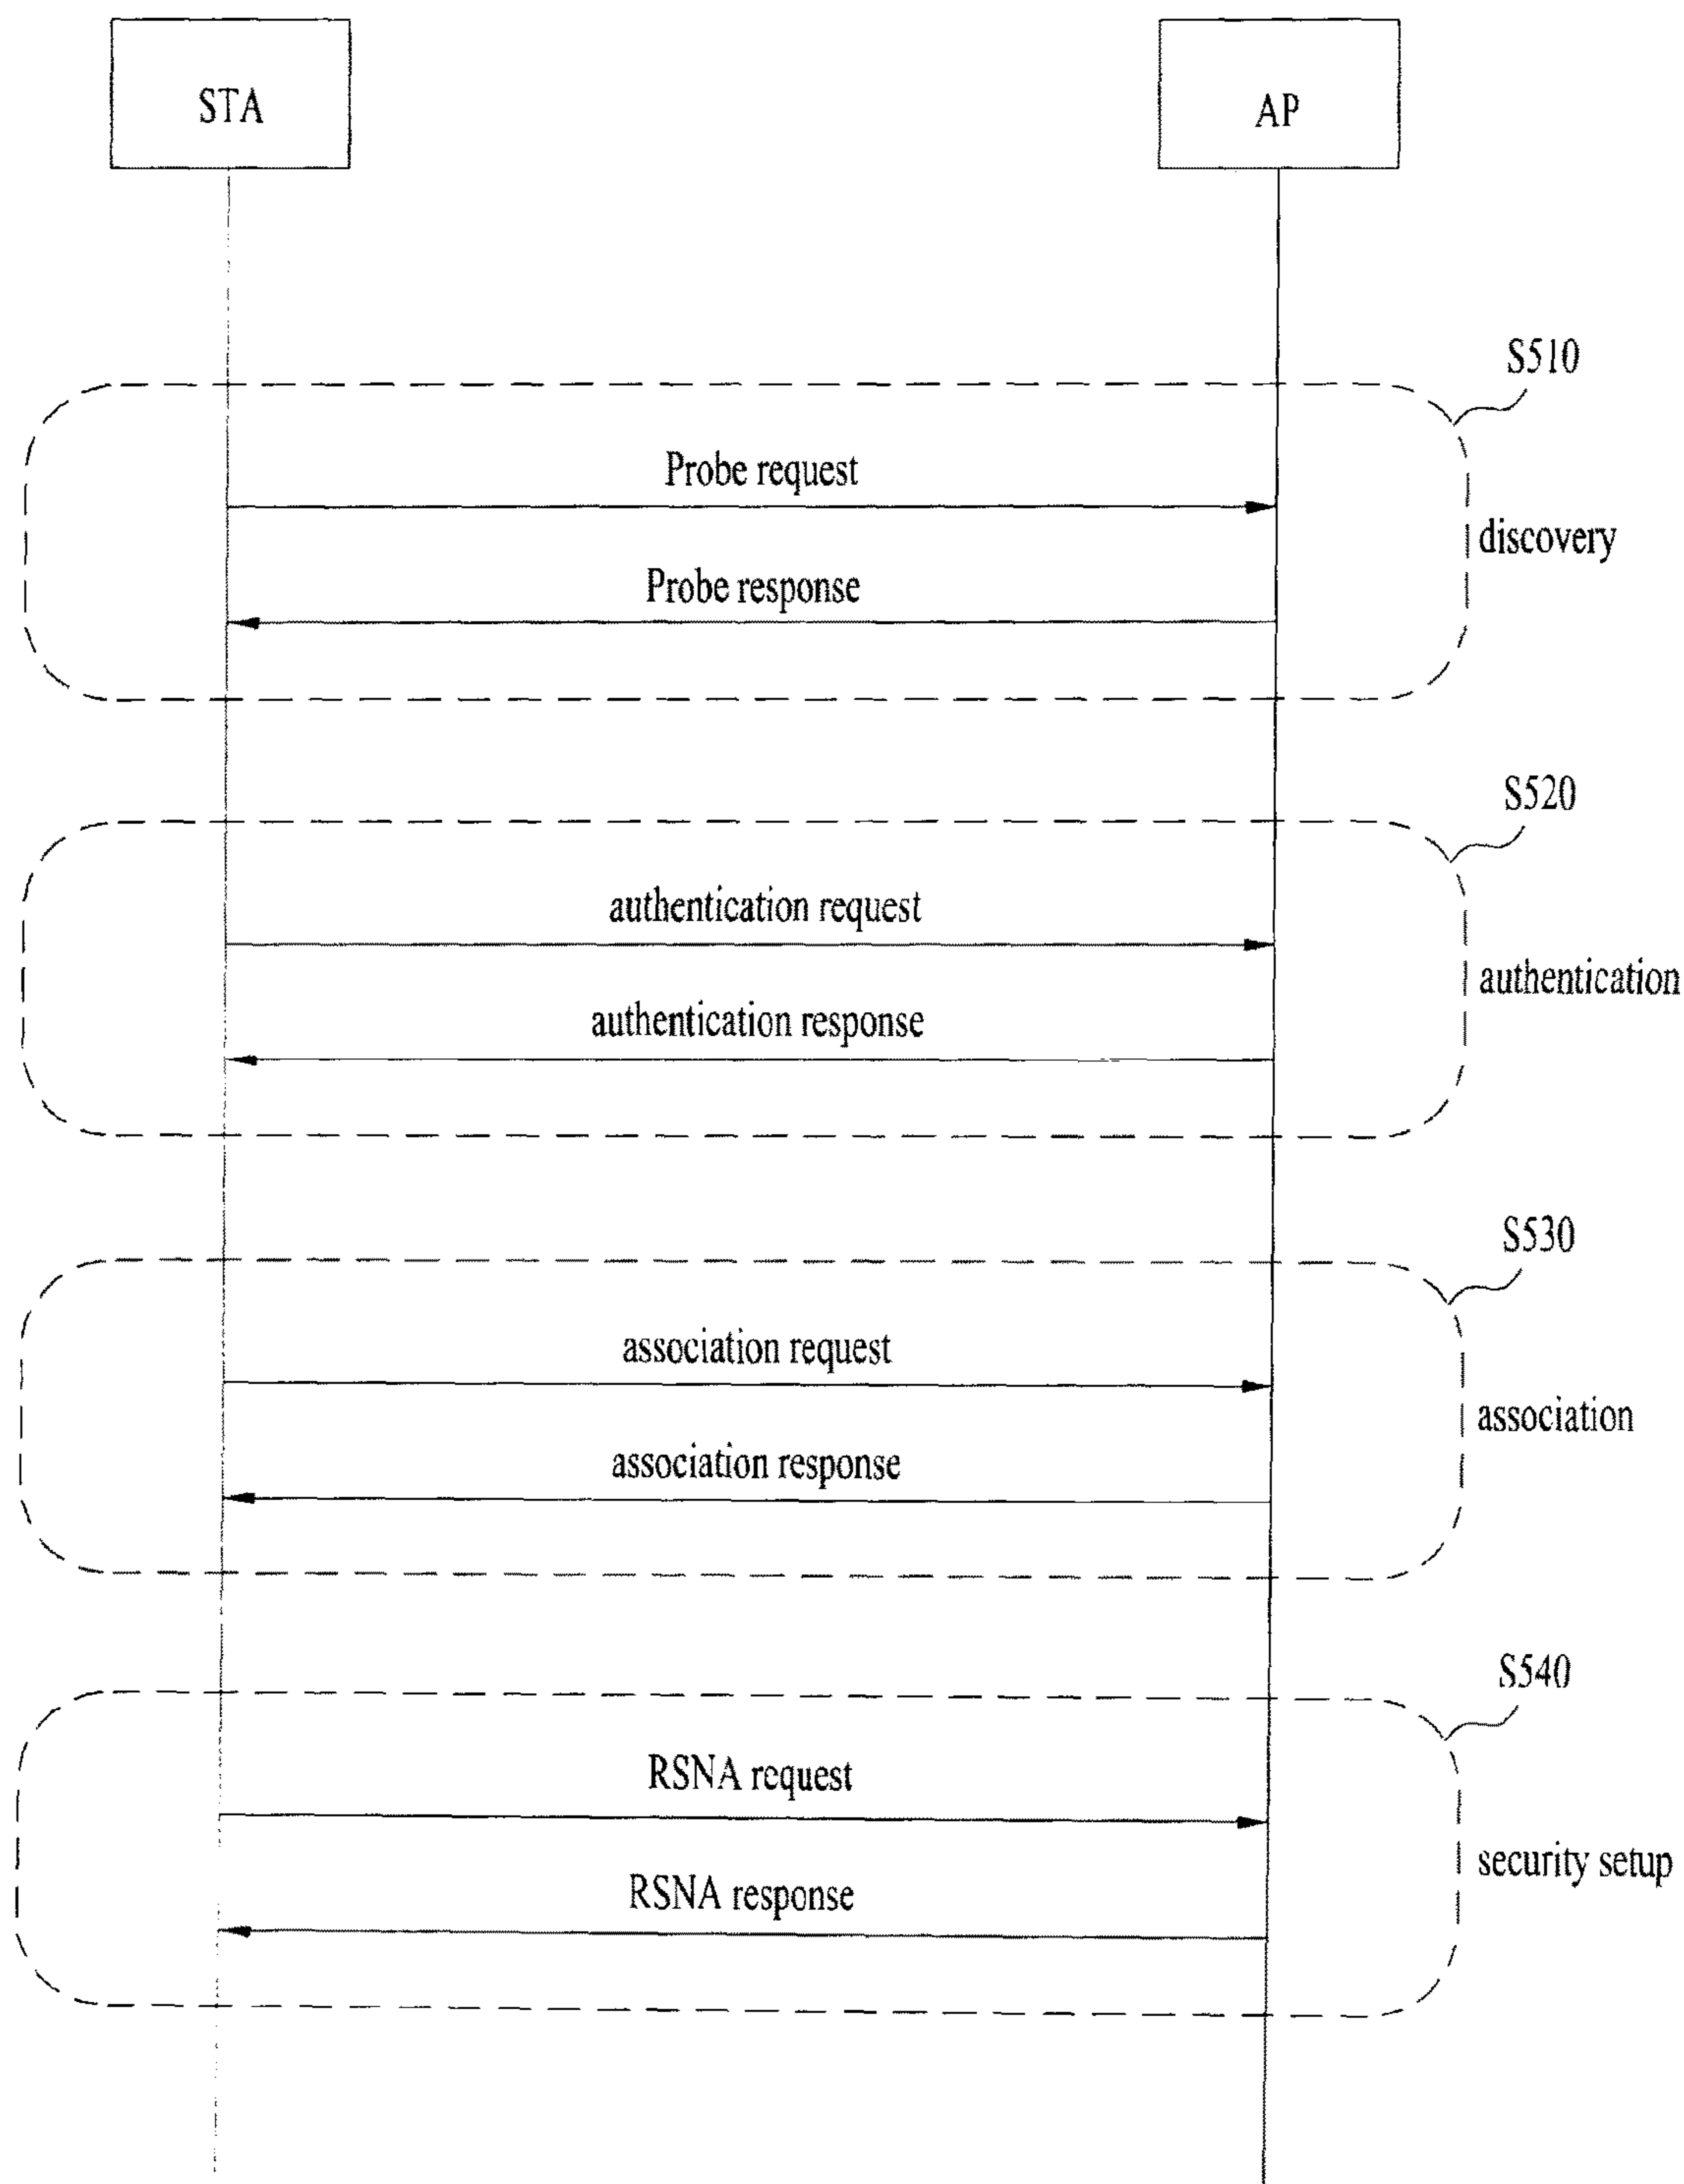 STA
AP
S510
Probe request
discovery
Probe response
S520
authentication request
authentication
authentication response
S530
association request
association
association response
S540
RSNA request
security setup
RSNA response